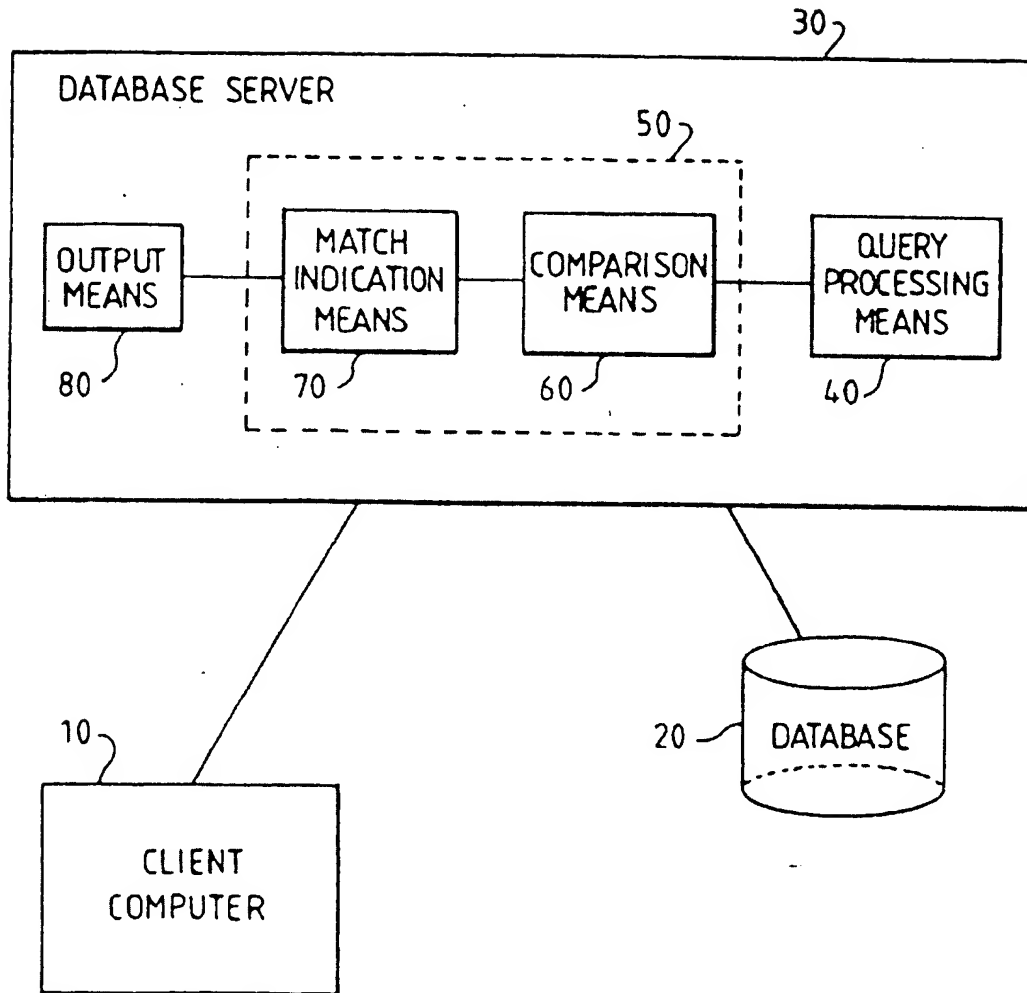 30
DATABASE SERVER
50
OUTPUT
MEANS
MATCH
INDICATION
MEANS
COMPARISON
MEANS
QUERY
PROCESSING
MEANS
80
70
60
40
10
CLIENT
COMPUTER
20
DATABASE